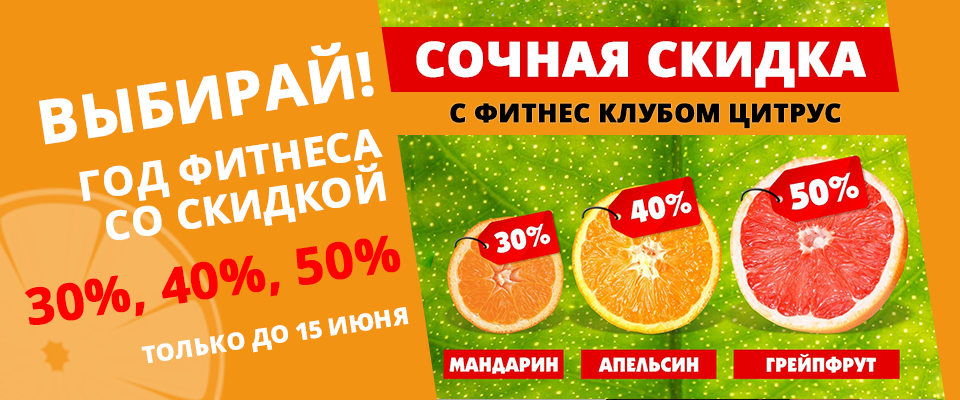 ВЫБИРАЙ!
ГОД ФИТНЕСА
СО СКИДКОЙ
30%, 40%, 50%
ТОЛЬКО ДО 15 ИЮНЯ
СОЧНАЯ СКИДКА
С ФИТНЕС КЛУБОМ ЦИТРУС
30%
40%
50%
МАНДАРИН
АПЕЛЬСИН
ГРЕЙПФРУТ